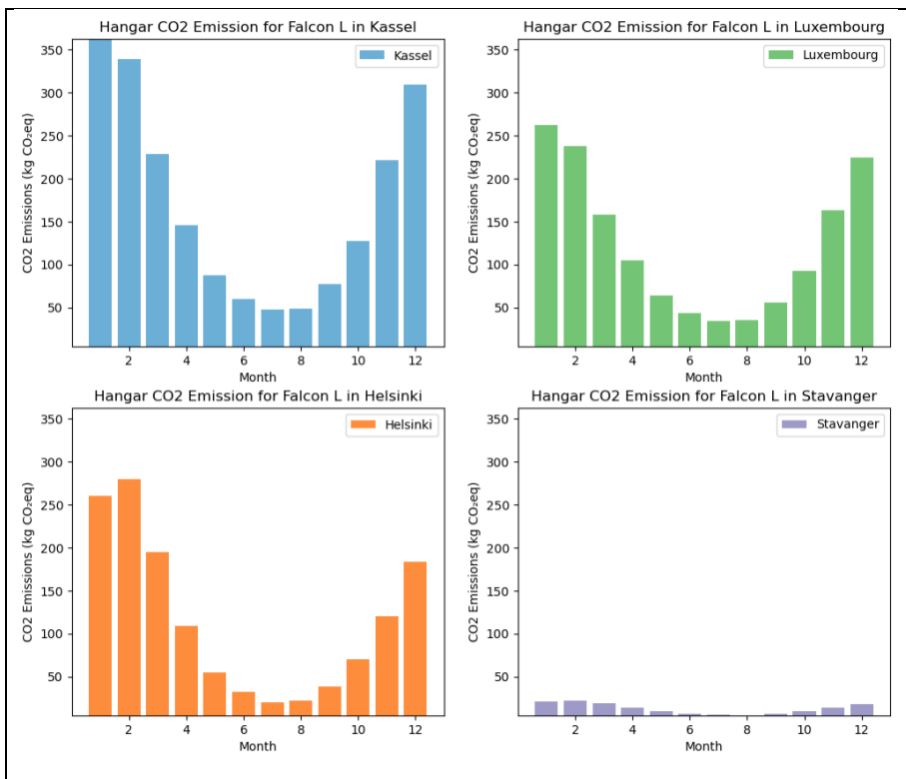 Hangar CO2 Emission for Falcon L in Kassel
Kassel
CO2 Emissions (kg CO₂eq)
350
300
250
200
150
100
50
2 4 6 8 10 12
Month
Hangar CO2 Emission for Falcon L in Luxembourg
Luxembourg
CO2 Emissions (kg CO₂eq)
350
300
250
200
150
100
50
2 4 6 8 10 12
Month
Hangar CO2 Emission for Falcon L in Helsinki
Helsinki
CO2 Emissions (kg CO₂eq)
350
300
250
200
150
100
50
2 4 6 8 10 12
Month
Hangar CO2 Emission for Falcon L in Stavanger
Stavanger
CO2 Emissions (kg CO₂eq)
350
300
250
200
150
100
50
2 4 6 8 10 12
Month